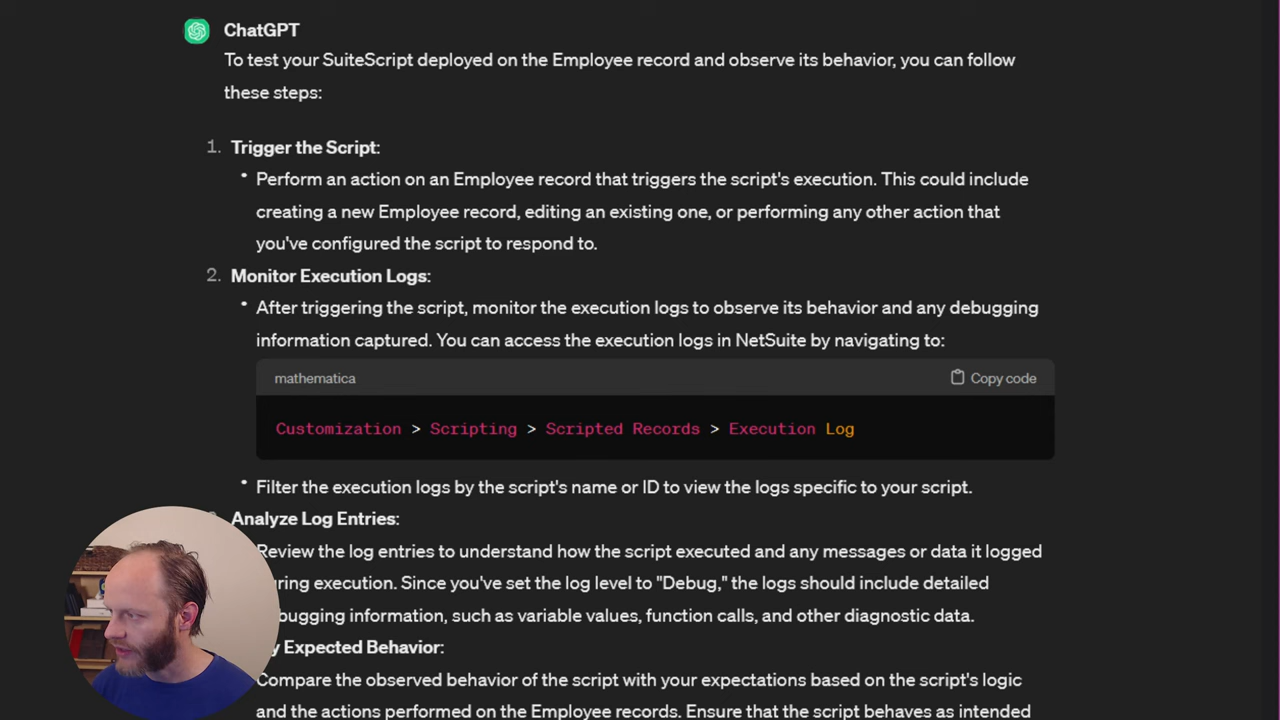 ChatGPT
To test your SuiteScript deployed on the Employee record and observe its behavior, you can follow
these steps:
1. Trigger the Script:
• Perform an action on an Employee record that triggers the script's execution. This could include
creating a new Employee record, editing an existing one, or performing any other action that
you've configured the script to respond to.
2. Monitor Execution Logs:
• After triggering the script, monitor the execution logs to observe its behavior and any debugging
information captured. You can access the execution logs in NetSuite by navigating to:
mathematica Copy code
Customization > Scripting > Scripted Records > Execution Log
• Filter the execution logs by the script's name or ID to view the logs specific to your script.
Analyze Log Entries:
Review the log entries to understand how the script executed and any messages or data it logged
execution. Since you've set the log level to "Debug," the logs should include detailed
information, such as variable values, function calls, and other diagnostic data.
Expected Behavior:
Compare the observed behavior of the script with your expectations based on the script's logic
and the actions performed on the Employee records. Ensure that the script behaves as intended